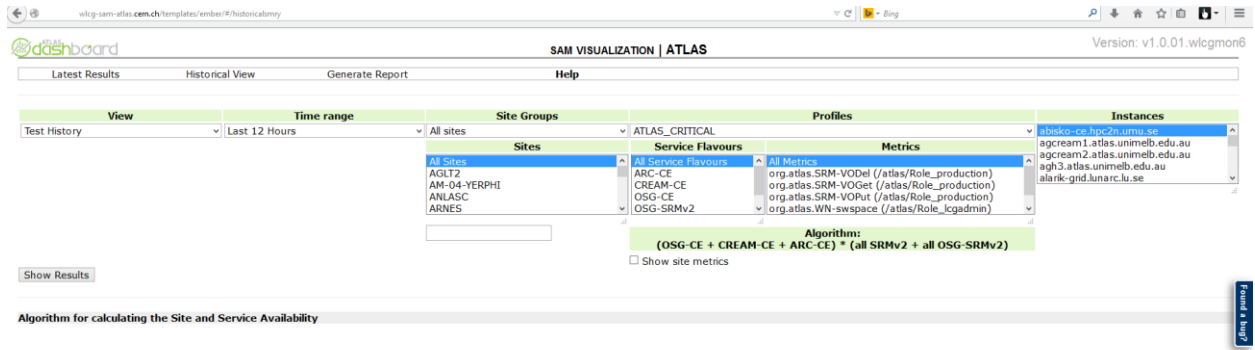 wlcg-sam-atlas.cern.ch/templates/ember/#/historicalsmry
Bing
ATLAS
dashboard
SAM VISUALIZATION | ATLAS
Version: v1.0.01.wlcgmon6
Latest Results Historical View Generate Report Help
View Time range Site Groups Profiles Instances
Test History Last 12 Hours All sites ATLAS_CRITICAL
Sites Service Flavours Metrics
All Sites
AGLT2
AM-04-YERPHI
ANLASC
ARNES
All Service Flavours
ARC-CE
CREAM-CE
OSG-CE
OSG-SRMv2
All Metrics
org.atlas.SRM-VODel (/atlas/Role_production)
org.atlas.SRM-VOGet (/atlas/Role_production)
org.atlas.SRM-VOPut (/atlas/Role_production)
org.atlas.WN-swspace (/atlas/Role_lcgadmin)
abisko-ce.hpc2n.umu.se
agcream1.atlas.unimelb.edu.au
agcream2.atlas.unimelb.edu.au
agh3.atlas.unimelb.edu.au
alarik-grid.lunarc.lu.se
Algorithm:
(OSG-CE + CREAM-CE + ARC-CE) * (all SRMv2 + all OSG-SRMv2)
Show site metrics
Show Results
Algorithm for calculating the Site and Service Availability
Found a bug?